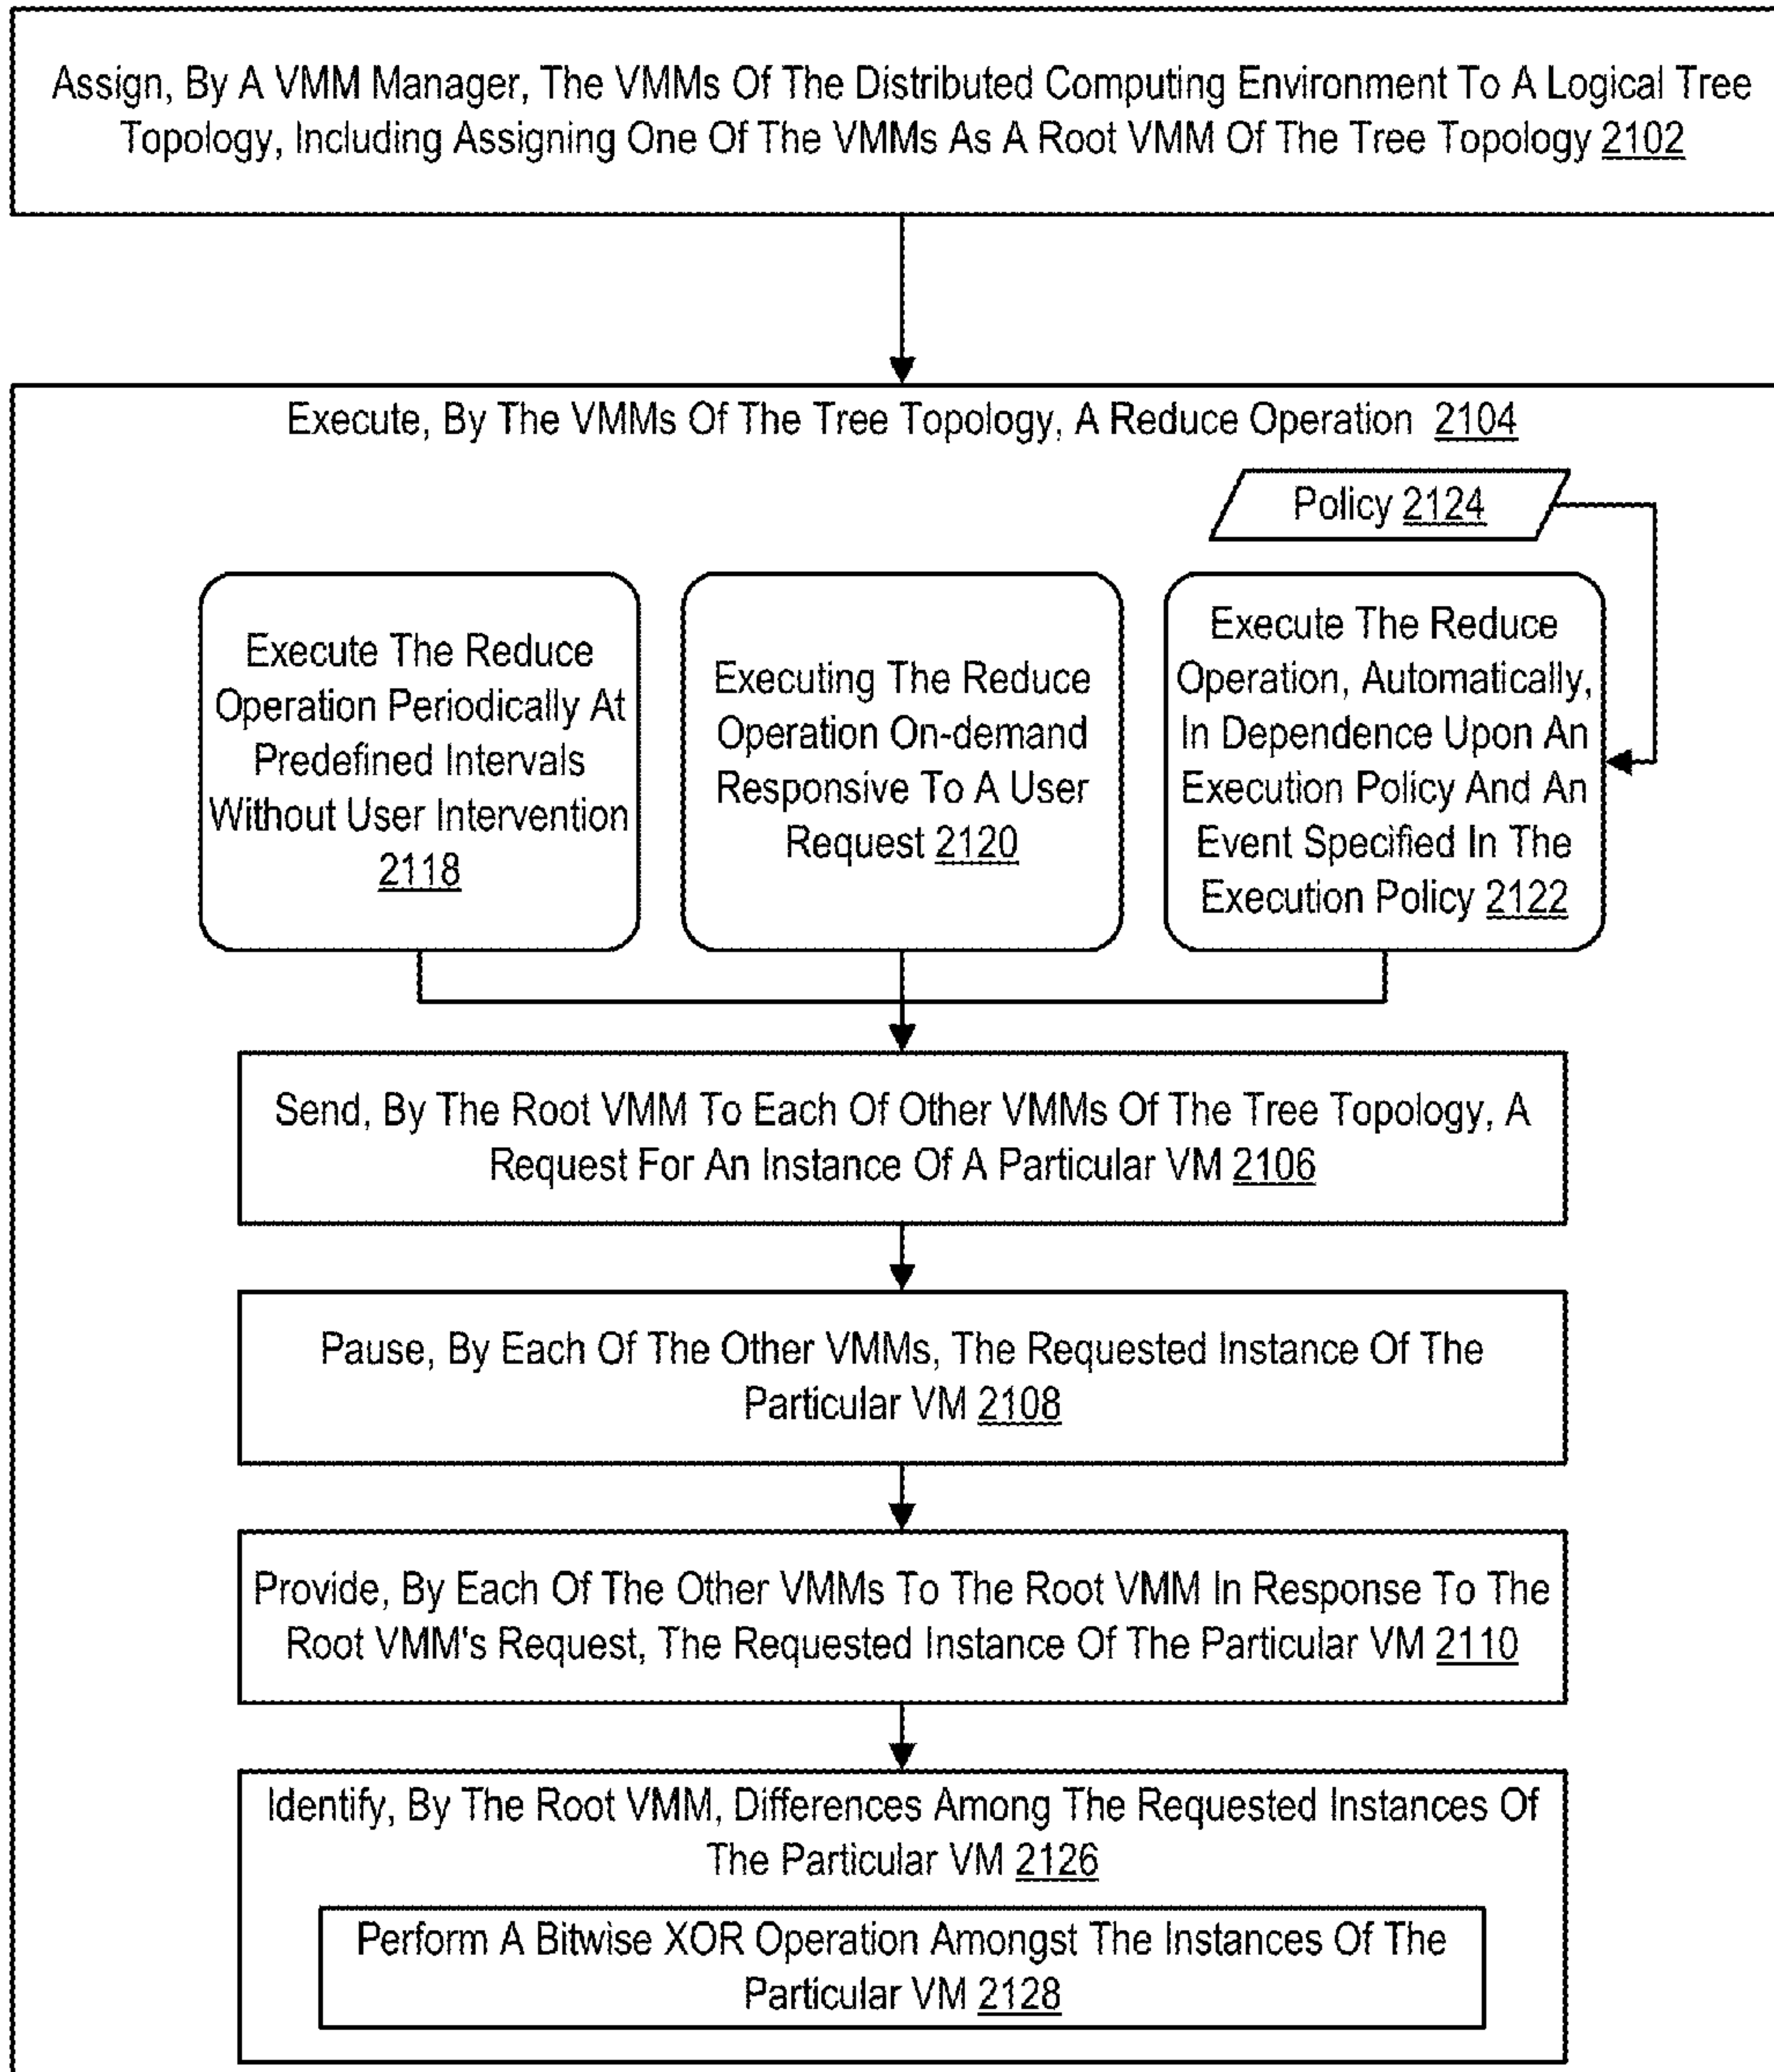 Assign, By A VMM Manager, The VMMs Of The Distributed Computing Environment To A Logical Tree
Topology, Including Assigning One Of The VMMs As A Root VMM Of The Tree Topology 2102
Execute, By The VMMs Of The Tree Topology, A Reduce Operation 2104
Policy 2124
Execute The Reduce
Operation Periodically At
Predefined Intervals
Without User Intervention
2118
Executing The Reduce
Operation On-demand
Responsive To A User
Request 2120
Execute The Reduce
Operation, Automatically,
In Dependence Upon An
Execution Policy And An
Event Specified In The
Execution Policy 2122
Send, By The Root VMM To Each Of Other VMMs Of The Tree Topology, A
Request For An Instance Of A Particular VM 2106
Pause, By Each Of The Other VMMs, The Requested Instance Of The
Particular VM 2108
Provide, By Each Of The Other VMMs To The Root VMM In Response To The
Root VMM's Request, The Requested Instance Of The Particular VM 2110
Identify, By The Root VMM, Differences Among The Requested Instances Of
The Particular VM 2126
Perform A Bitwise XOR Operation Amongst The Instances Of The
Particular VM 2128